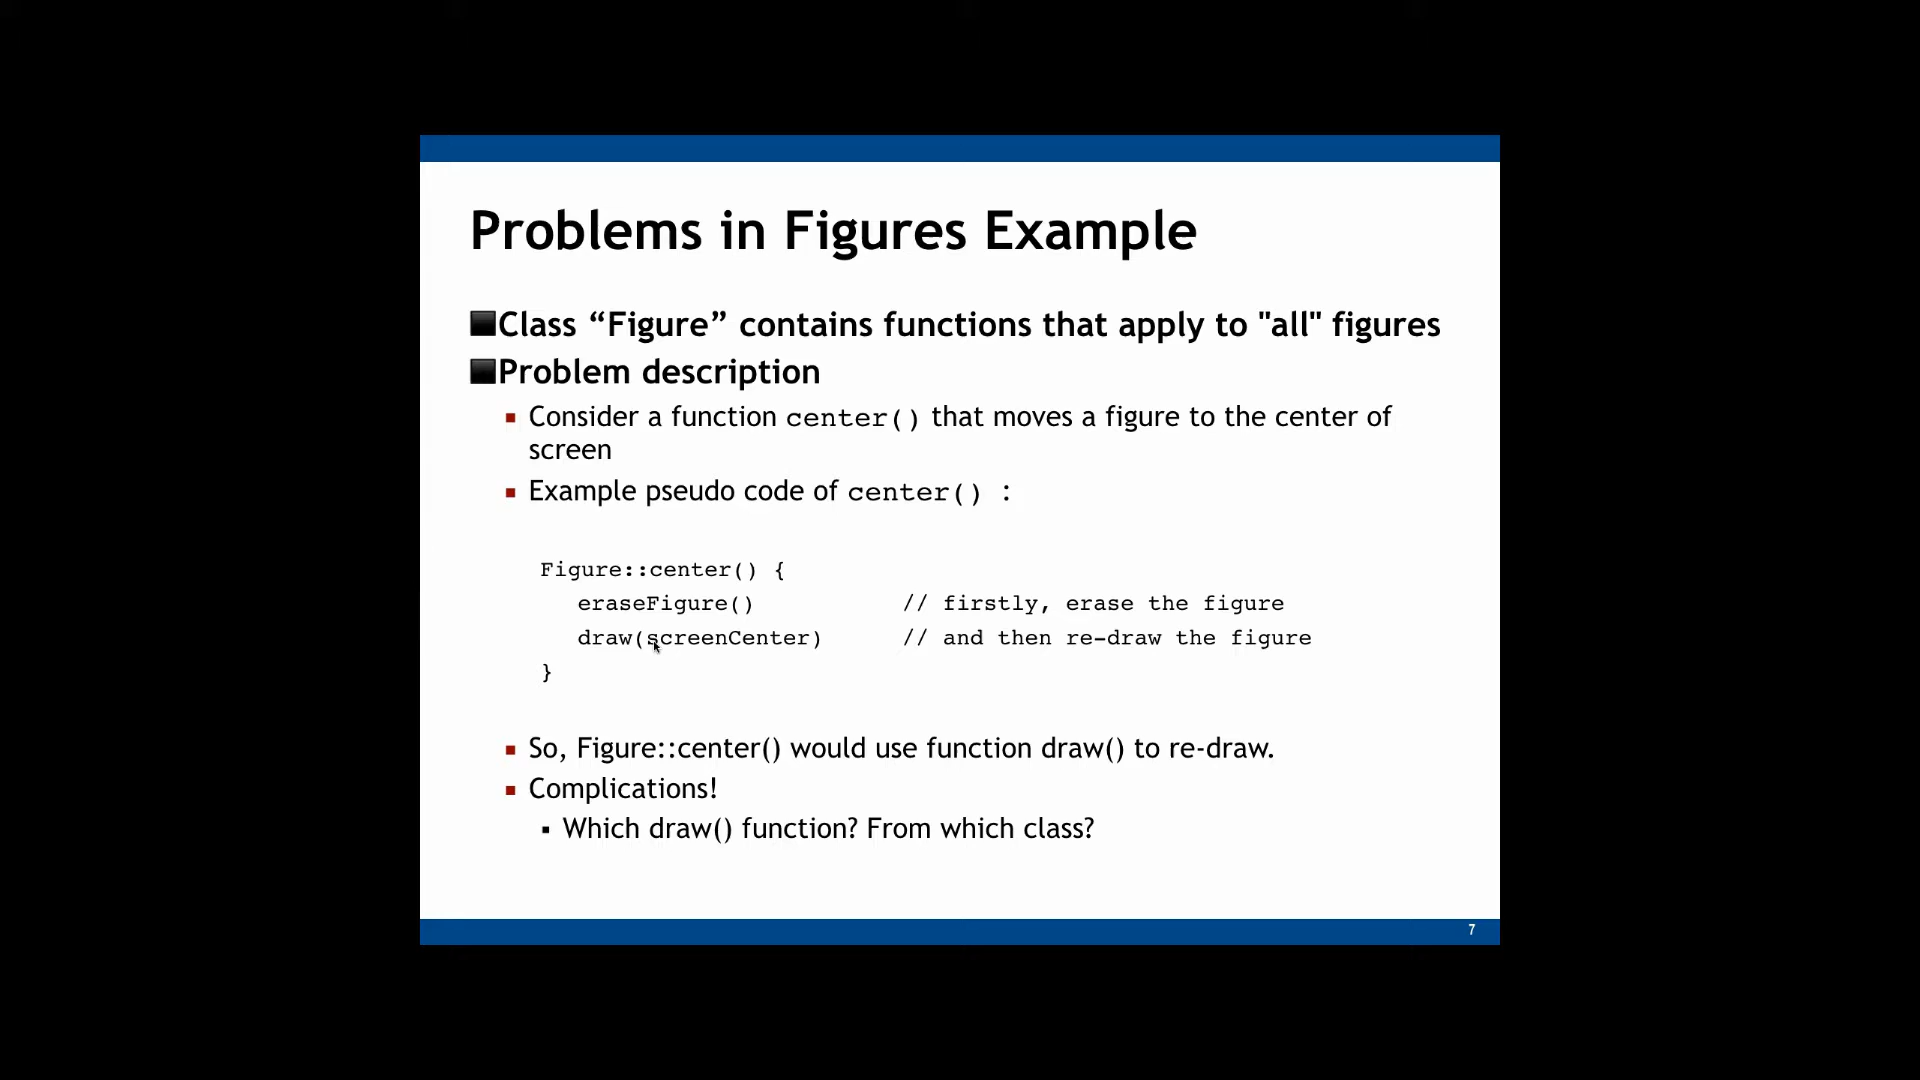 Problems in Figures Example
Class “Figure” contains functions that apply to "all" figures
Problem description
Consider a function center() that moves a figure to the center of
screen
Example pseudo code of center() :
Figure::center() {
eraseFigure() // firstly, erase the figure
draw(screenCenter) // and then re-draw the figure
}
So, Figure::center() would use function draw() to re-draw.
Complications!
Which draw() function? From which class?
7